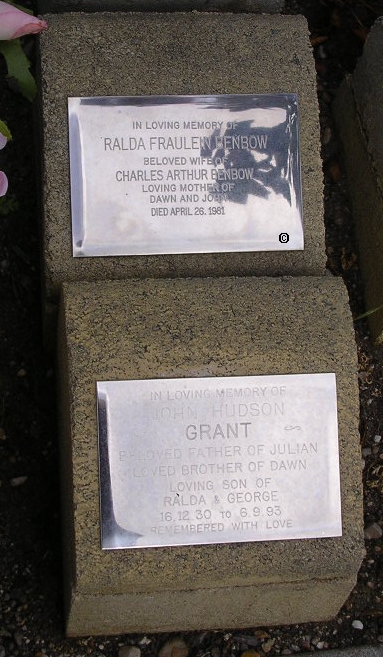 IN LOVING MEMORY OF
RALDA FRAULEIN BENBOW
BELOVED WIFE OF
CHARLES ARTHUR BENBOW
LOVING MOTHER OF
DAWN AND JOHN
DIED APRIL 26. 1981
©
IN LOVING MEMORY OF
JOHN HUDSON
GRANT
BELOVED FATHER OF JULIAN
LOVED BROTHER OF DAWN
LOVING SON OF
RALDA & GEORGE
16.12.30 TO 6.9.93
REMEMBERED WITH LOVE